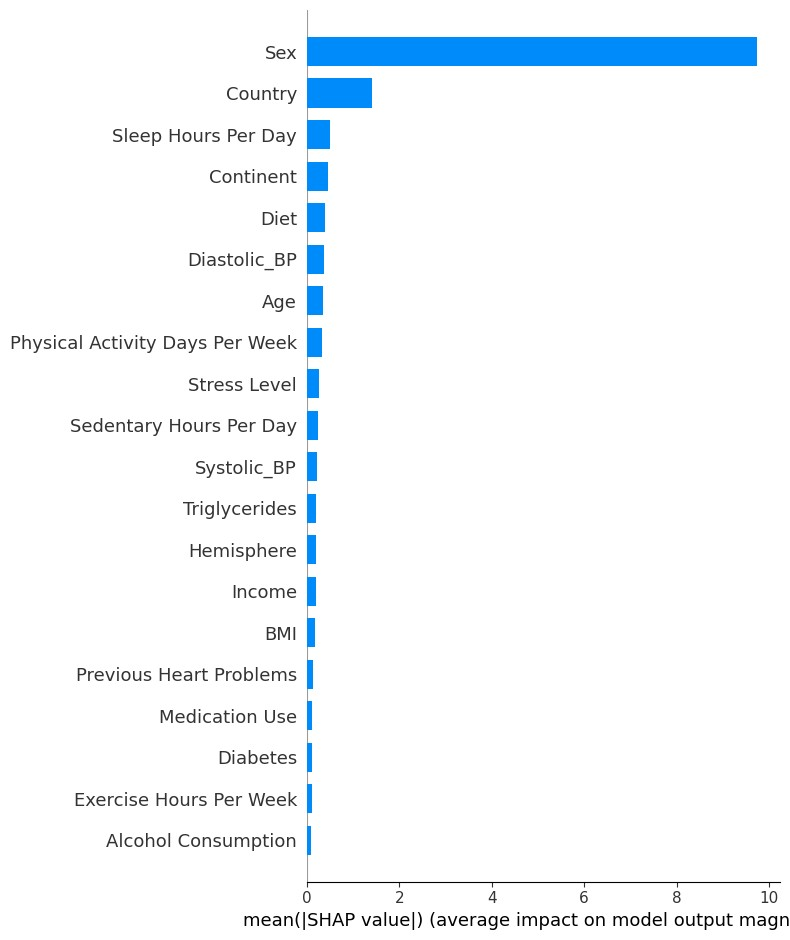 Sex
Country
Sleep Hours Per Day
Continent
Diet
Diastolic_BP
Age
Physical Activity Days Per Week
Stress Level
Sedentary Hours Per Day
Systolic_BP
Triglycerides
Hemisphere
Income
BMI
Previous Heart Problems
Medication Use
Diabetes
Exercise Hours Per Week
Alcohol Consumption
0 2 4 6 8 10
mean(|SHAP value|) (average impact on model output magn